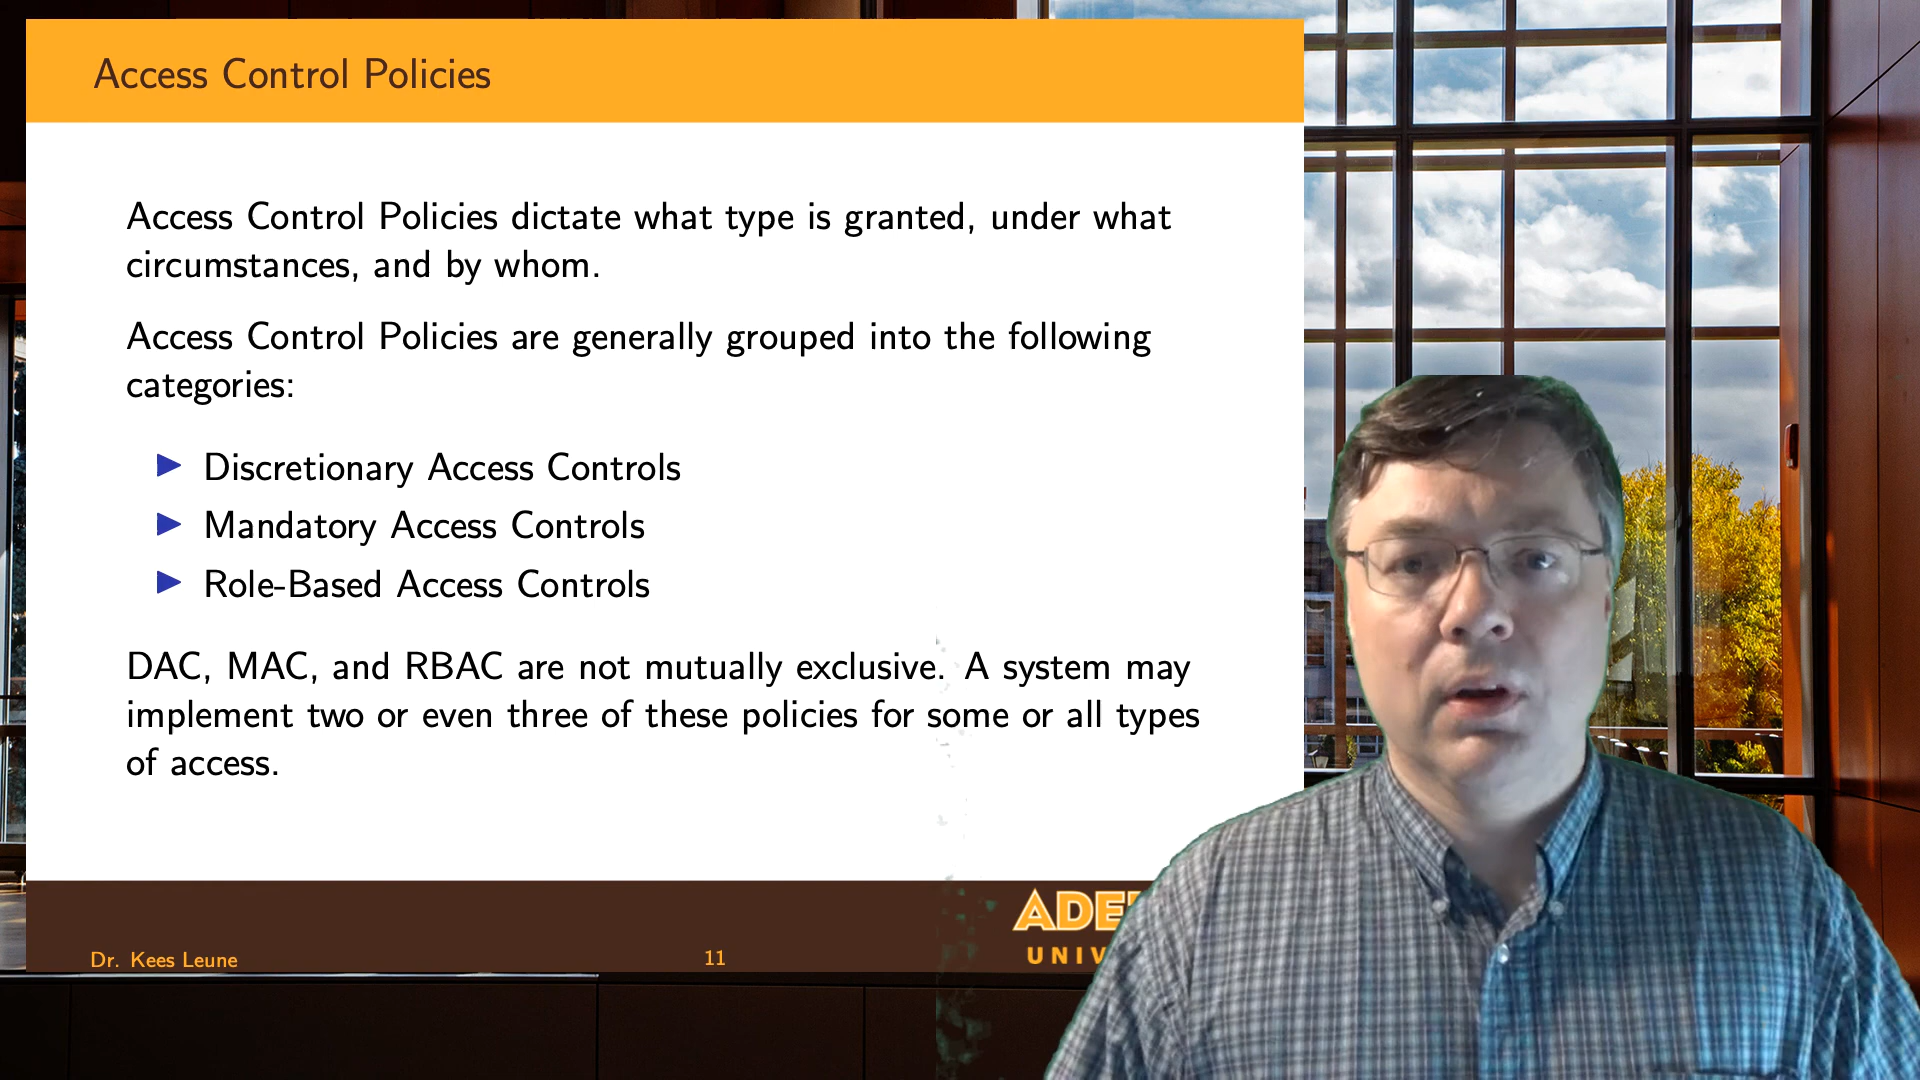 Access Control Policies
Access Control Policies dictate what type is granted, under what
circumstances, and by whom.
Access Control Policies are generally grouped into the following
categories:
Discretionary Access Controls
Mandatory Access Controls
Role-Based Access Controls
DAC, MAC, and RBAC are not mutually exclusive. A system may
implement two or even three of these policies for some or all types
of access.
Dr. Kees Leune
11